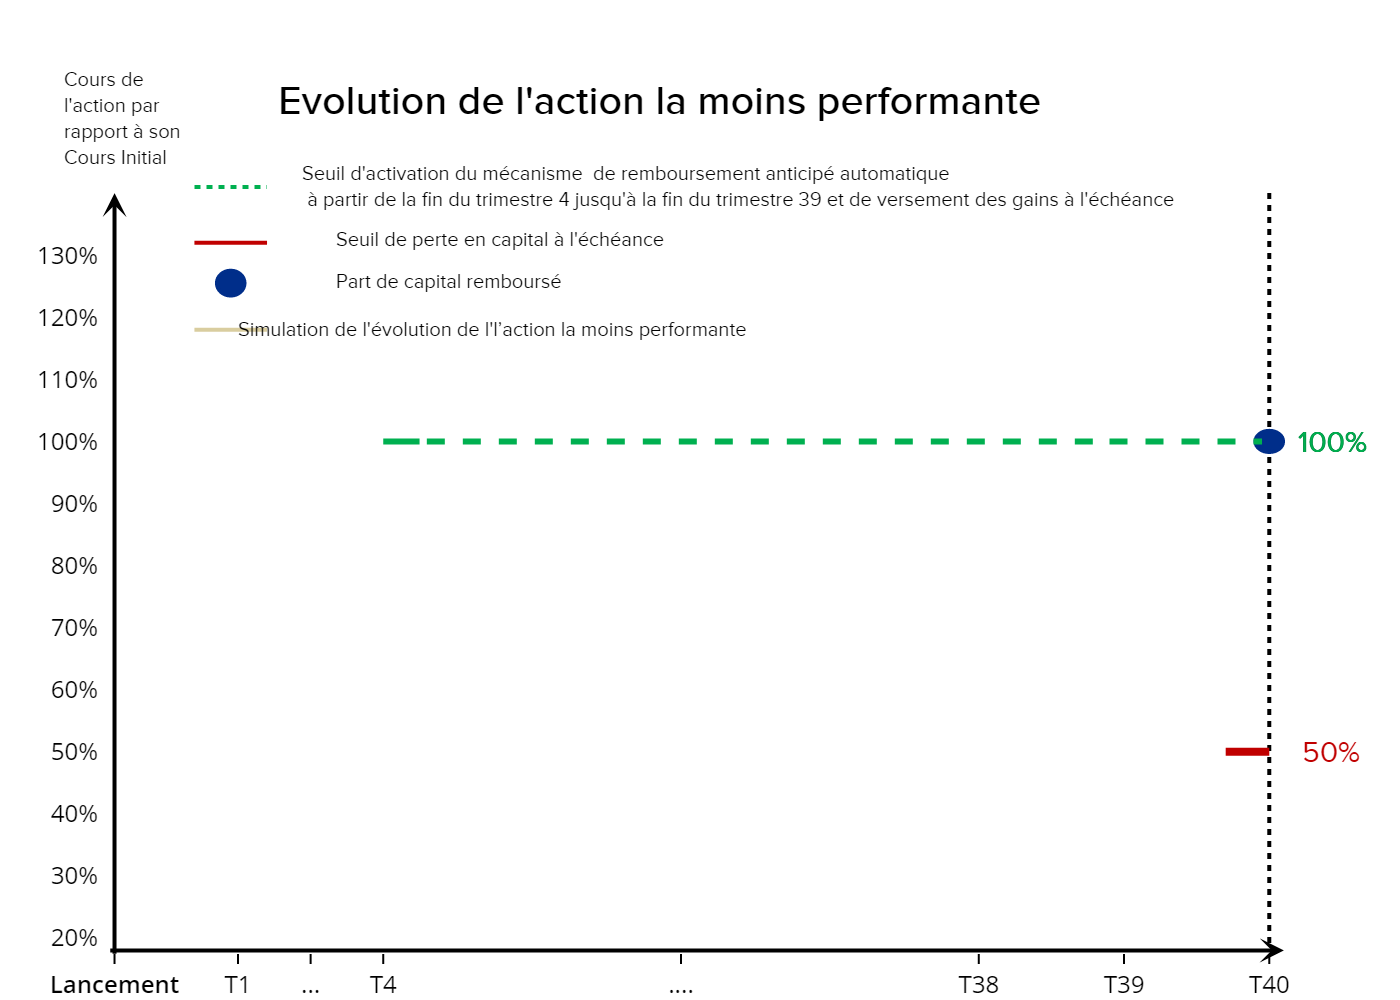 Cours de
l'action par
rapport à son
Cours Initial
Evolution de l'action la moins performante
Seuil d'activation du mécanisme  de remboursement anticipé automatique
à partir de la fin du trimestre 4 jusqu'à la fin du trimestre 39 et de versement des gains à l'échéance
Seuil de perte en capital à l'échéance
Part de capital remboursé
Simulation de l'évolution de l'l’action la moins performante
130%
120%
110%
100%
100%
90%
80%
70%
60%
50%
50%
40%
30%
20%
Lancement T1 ... T4 .... T38 T39 T40